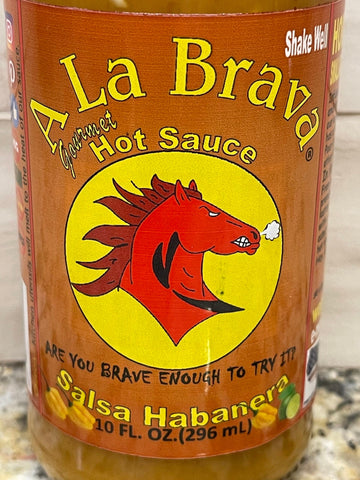 A La Brava®
Gourmet
Hot Sauce
Shake Well
ARE YOU BRAVE ENOUGH TO TRY IT?
Salsa Habanera
10 FL. OZ.(296 mL)